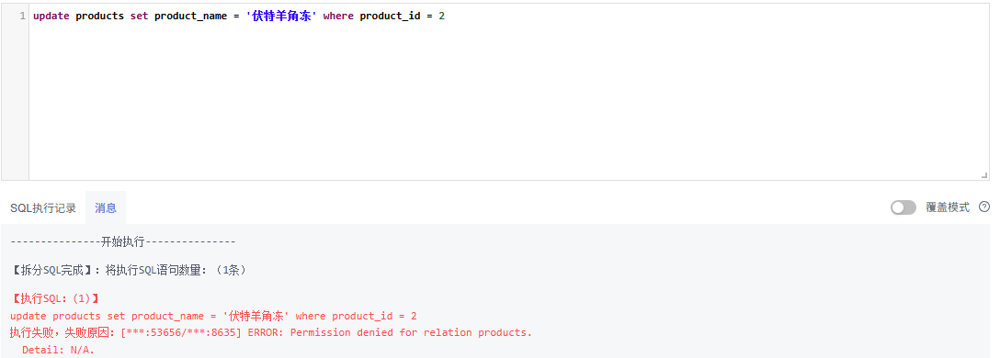 1 update products set product_name = '伏特羊角冻' where product_id = 2
SQL执行记录 消息 覆盖模式 ?
---------------开始执行---------------
【拆分SQL完成】：将执行SQL语句数量：（1条）
【执行SQL：(1)】
update products set product_name = '伏特羊角冻' where product_id = 2
执行失败，失败原因：[***:53656/***:8635] ERROR: Permission denied for relation products.
Detail: N/A.